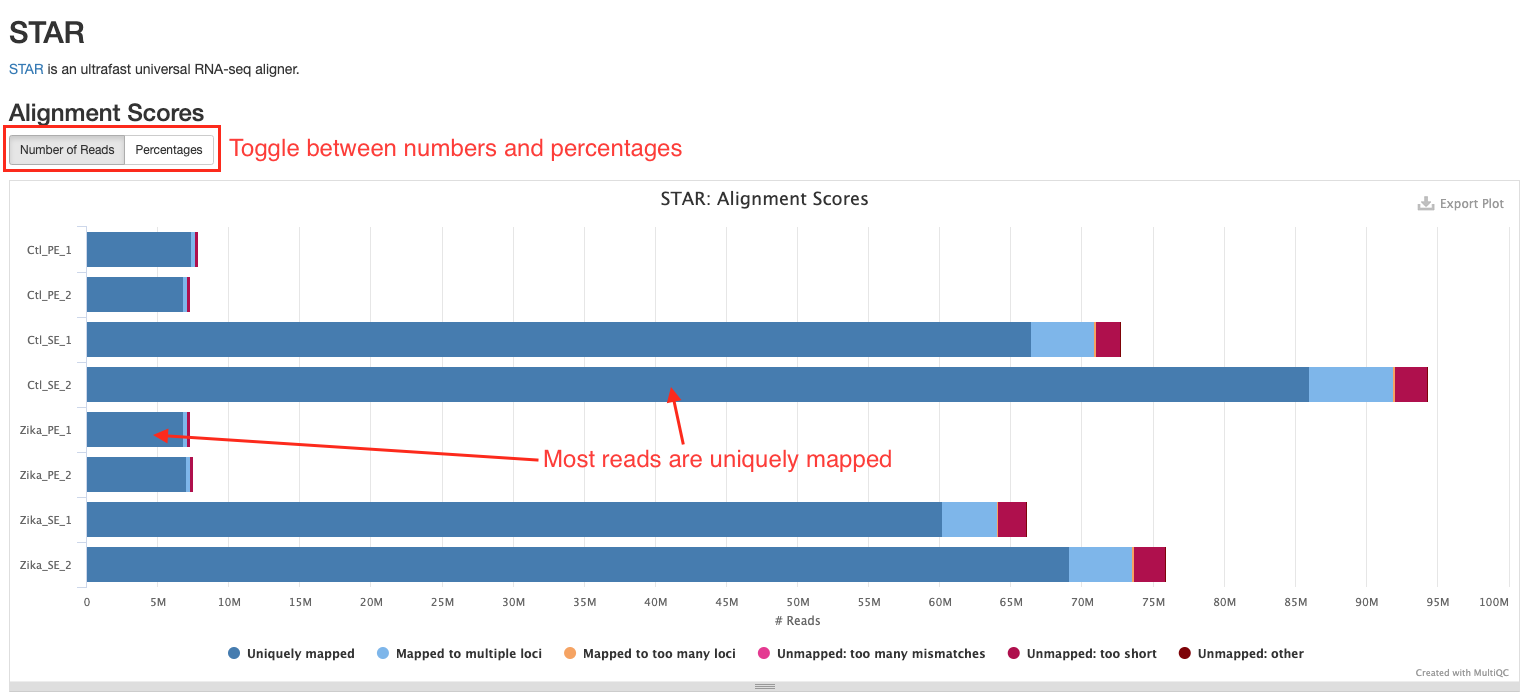 STAR
STAR is an ultrafast universal RNA-seq aligner.
Alignment Scores
Number of Reads Percentages Toggle between numbers and percentages
STAR: Alignment Scores
Export Plot
Ctl_PE_1
Ctl_PE_2
Ctl_SE_1
Ctl_SE_2
Zika_PE_1
Most reads are uniquely mapped
Zika_PE_2
Zika_SE_1
Zika_SE_2
0 5M 10M 15M 20M 25M 30M 35M 40M 45M 50M 55M 60M 65M 70M 75M 80M 85M 90M 95M 100M
# Reads
Uniquely mapped Mapped to multiple loci Mapped to too many loci Unmapped: too many mismatches Unmapped: too short Unmapped: other
Created with MultiQC